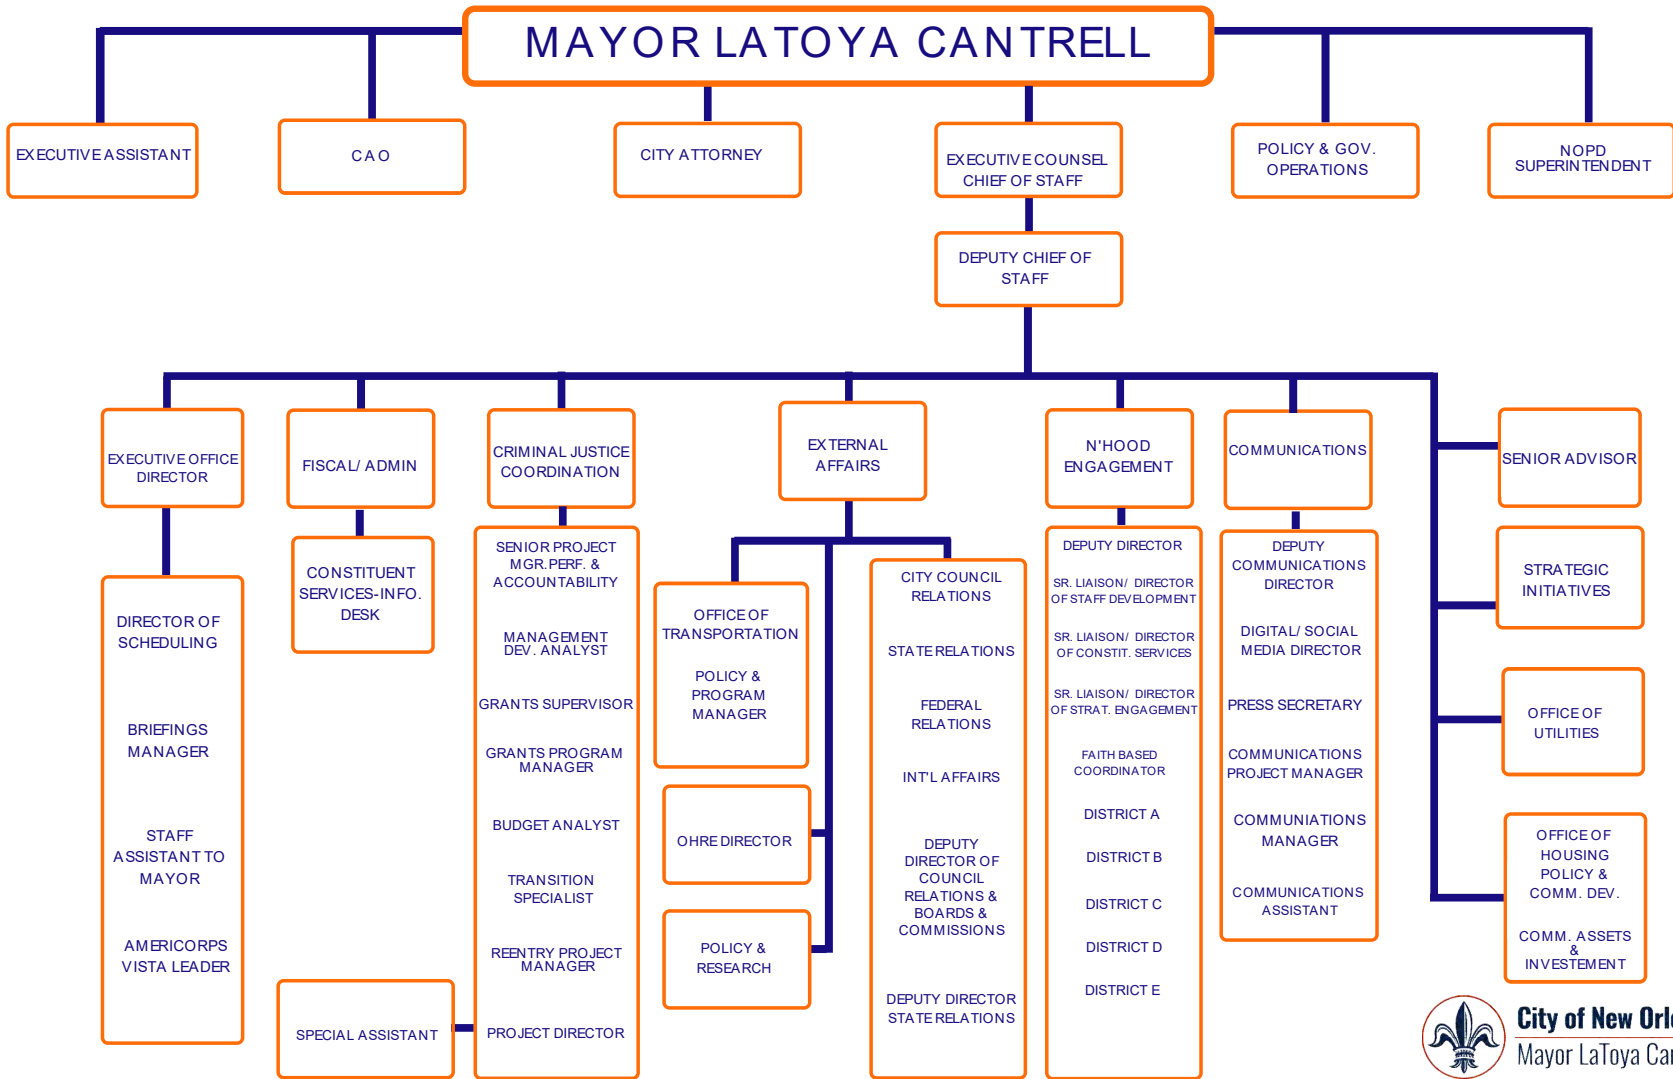 MAYOR LATOYA CANTRELL
EXECUTIVE ASSISTANT
CAO
CITY ATTORNEY
EXECUTIVE COUNSEL
CHIEF OF STAFF
POLICY & GOV.
OPERATIONS
NOPD
SUPERINTENDENT
DEPUTY CHIEF OF
STAFF
EXECUTIVE OFFICE
DIRECTOR
FISCAL/ ADMIN
CRIMINAL JUSTICE
COORDINATION
EXTERNAL
AFFAIRS
N'HOOD
ENGAGEMENT
COMMUNICATIONS
SENIOR ADVISOR
DIRECTOR OF
SCHEDULING
BRIEFINGS
MANAGER
STAFF
ASSISTANT TO
MAYOR
AMERICORPS
VISTA LEADER
CONSTITUENT
SERVICES-INFO.
DESK
SENIOR PROJECT
MGR.PERF. &
ACCOUNTABILITY
MANAGEMENT
DEV. ANALYST
GRANTS SUPERVISOR
GRANTS PROGRAM
MANAGER
BUDGET ANALYST
TRANSITION
SPECIALIST
REENTRY PROJECT
MANAGER
PROJECT DIRECTOR
SPECIAL ASSISTANT
OFFICE OF
TRANSPORTATION
POLICY &
PROGRAM
MANAGER
OHRE DIRECTOR
POLICY &
RESEARCH
CITY COUNCIL
RELATIONS
STATE RELATIONS
FEDERAL
RELATIONS
INT'L AFFAIRS
DEPUTY
DIRECTOR OF
COUNCIL
RELATIONS &
BOARDS &
COMMISSIONS
DEPUTY DIRECTOR
STATE RELATIONS
DEPUTY DIRECTOR
SR. LIAISON/ DIRECTOR
OF STAFF DEVELOPMENT
SR. LIAISON/ DIRECTOR
OF CONSTIT. SERVICES
SR. LIAISON/ DIRECTOR
OF STRAT. ENGAGEMENT
FAITH BASED
COORDINATOR
DISTRICT A
DISTRICT B
DISTRICT C
DISTRICT D
DISTRICT E
DEPUTY
COMMUNICATIONS
DIRECTOR
DIGITAL/ SOCIAL
MEDIA DIRECTOR
PRESS SECRETARY
COMMUNICATIONS
PROJECT MANAGER
COMMUNIATIONS
MANAGER
COMMUNICATIONS
ASSISTANT
STRATEGIC
INITIATIVES
OFFICE OF
UTILITIES
OFFICE OF
HOUSING
POLICY &
COMM. DEV.
COMM. ASSETS
&
INVESTEMENT
City of New Orl
Mayor LaToya Can